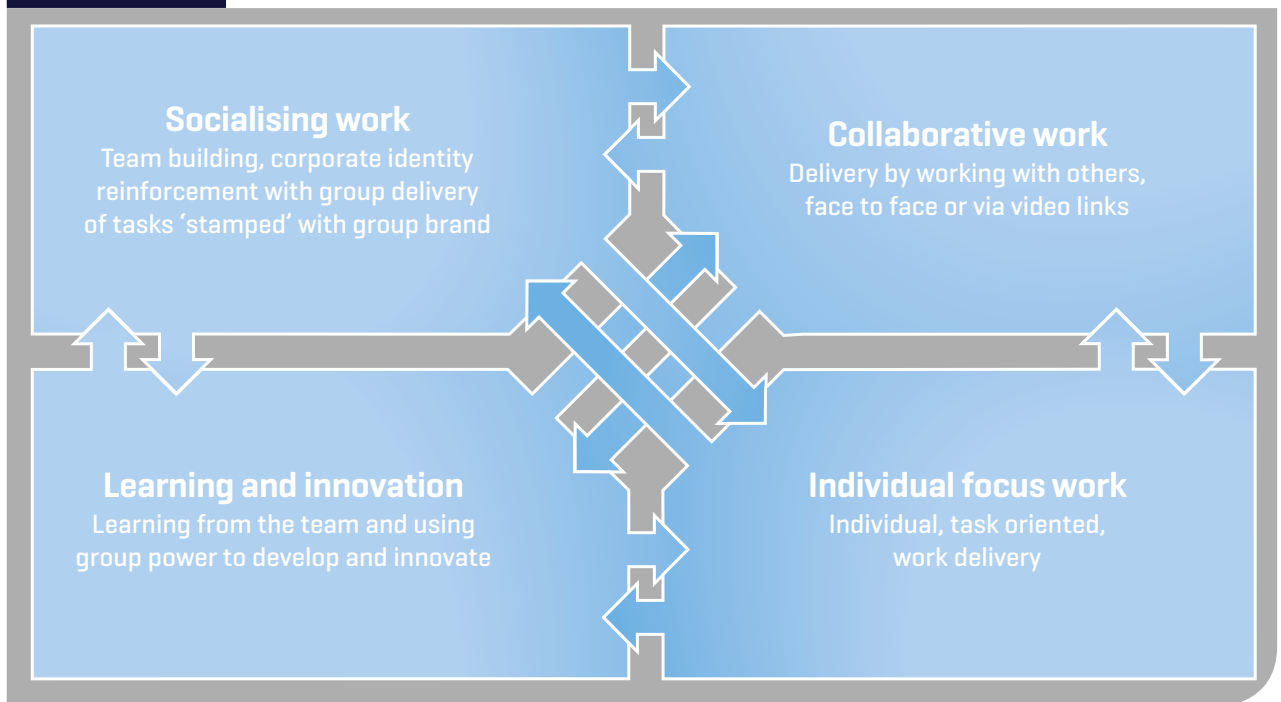 Socialising work
Team building, corporate identity
reinforcement with group delivery
of tasks ‘stamped’ with group brand
Collaborative work
Delivery by working with others,
face to face or via video links
Learning and innovation
Learning from the team and using
group power to develop and innovate
Individual focus work
Individual, task oriented,
work delivery